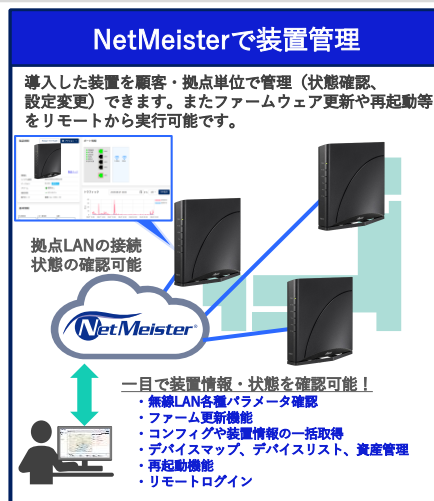 NetMeisterで装置管理
導入した装置を顧客・拠点単位で管理（状態確認、
設定変更）できます。またファームウェア更新や再起動等
をリモートから実行可能です。
拠点LANの接続
状態の確認可能
NetMeister
一目で装置情報・状態を確認可能！
・無線LAN各種パラメータ確認
・ファーム更新機能
・コンフィグや装置情報の一括取得
・デバイスマップ、デバイスリスト、資産管理
・再起動機能
・リモートログイン